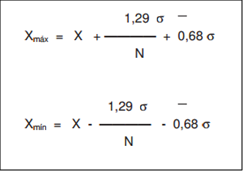 1,29 σ —
Xmáx = X + ——— + 0,68 σ
N
1,29 σ —
Xmín = X - ——— - 0,68 σ
N